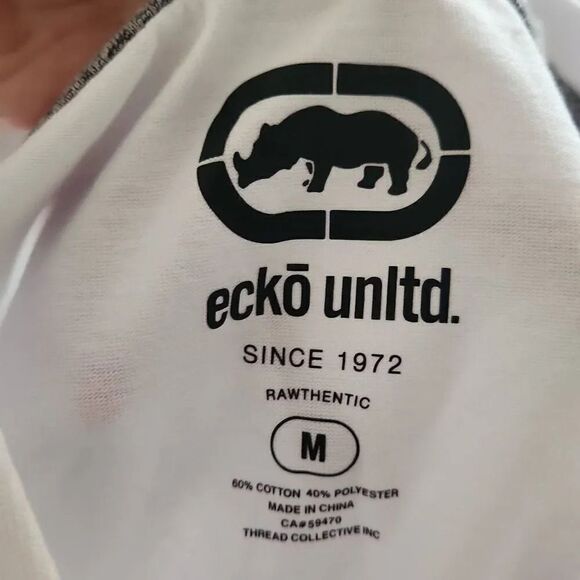 eckō unltd.
SINCE 1972
RAWTHENTIC
M
60% COTTON 40% POLYESTER
MADE IN CHINA
CA#59470
THREAD COLLECTIVE INC